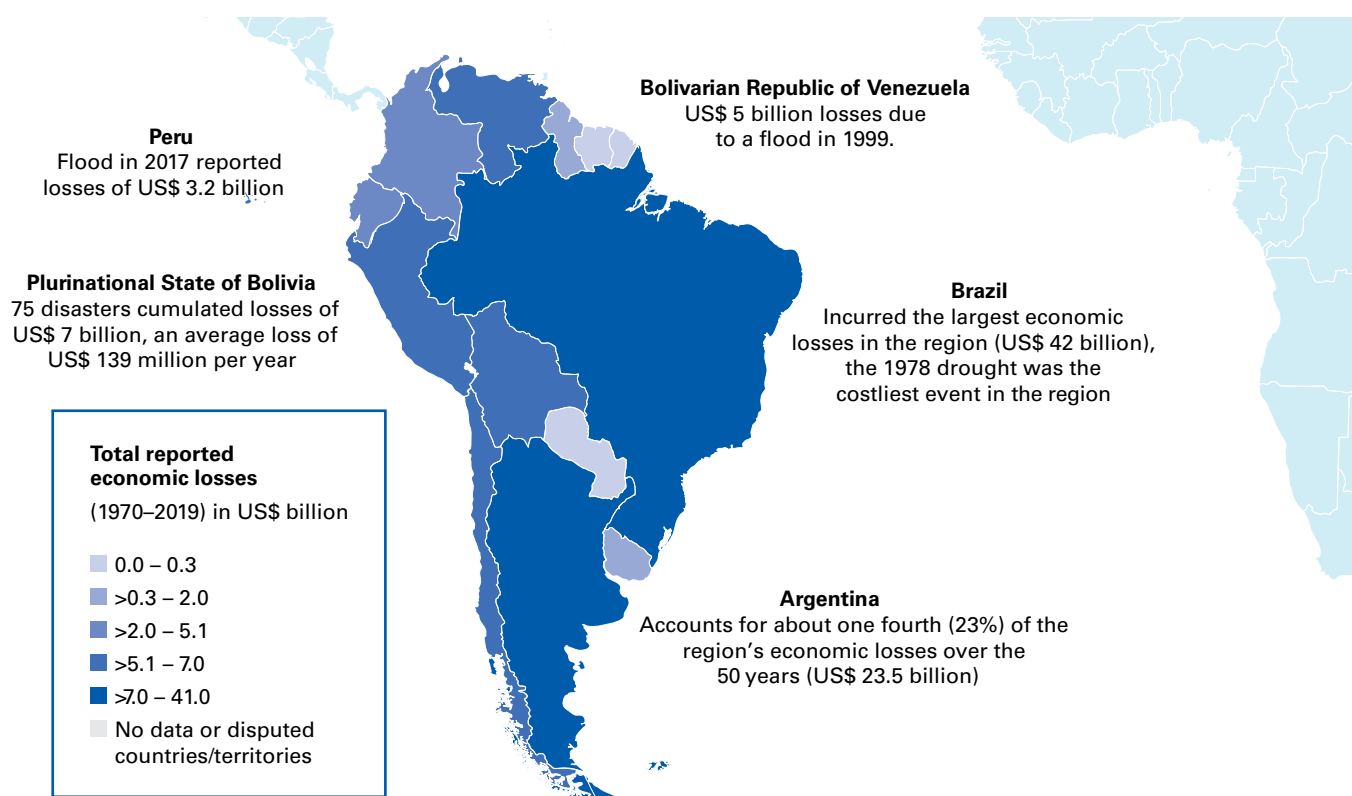 Peru
Flood in 2017 reported
losses of US$ 3.2 billion
Bolivarian Republic of Venezuela
US$ 5 billion losses due
to a flood in 1999.
Plurinational State of Bolivia
75 disasters cumulated losses of
US$ 7 billion, an average loss of
US$ 139 million per year
Brazil
Incurred the largest economic
losses in the region (US$ 42 billion),
the 1978 drought was the
costliest event in the region
Total reported
economic losses
(1970–2019) in US$ billion
0.0 – 0.3
>0.3 – 2.0
>2.0 – 5.1
>5.1 – 7.0
>7.0 – 41.0
No data or disputed
countries/territories
Argentina
Accounts for about one fourth (23%) of the
region's economic losses over the
50 years (US$ 23.5 billion)